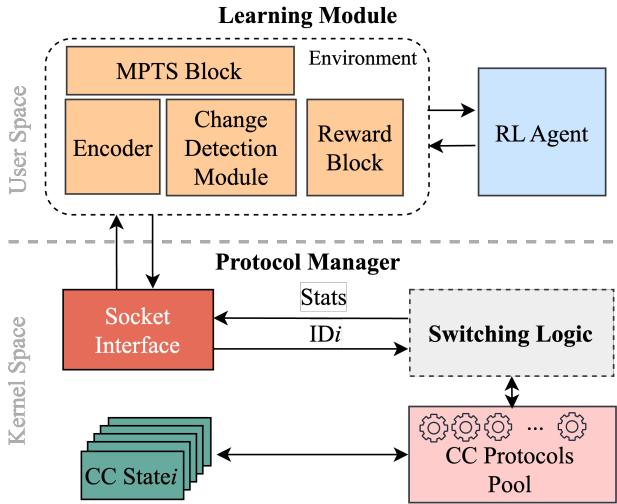 Learning Module
User Space
MPTS Block
Environment
Encoder
Change
Detection
Module
Reward
Block
RL Agent
Protocol Manager
Kernel Space
Socket
Interface
Stats
IDi
Switching Logic
CC Statei
...
CC Protocols
Pool